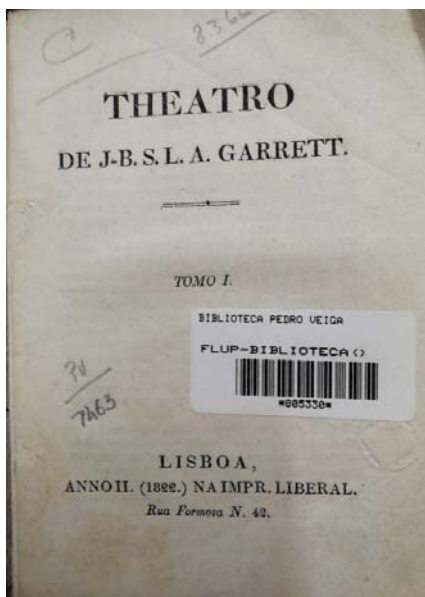 8366
THEATRO
DE J-B. S. L. A. GARRETT.
TOMO I.
BIBLIOTECA PEDRO VEIGA
FLUP-BIBLIOTECA()
*805330*
PV
7463
LISBOA,
ANNO II. (1822.) NA IMPR. LIBERAL.
Rua Formosa N. 42.